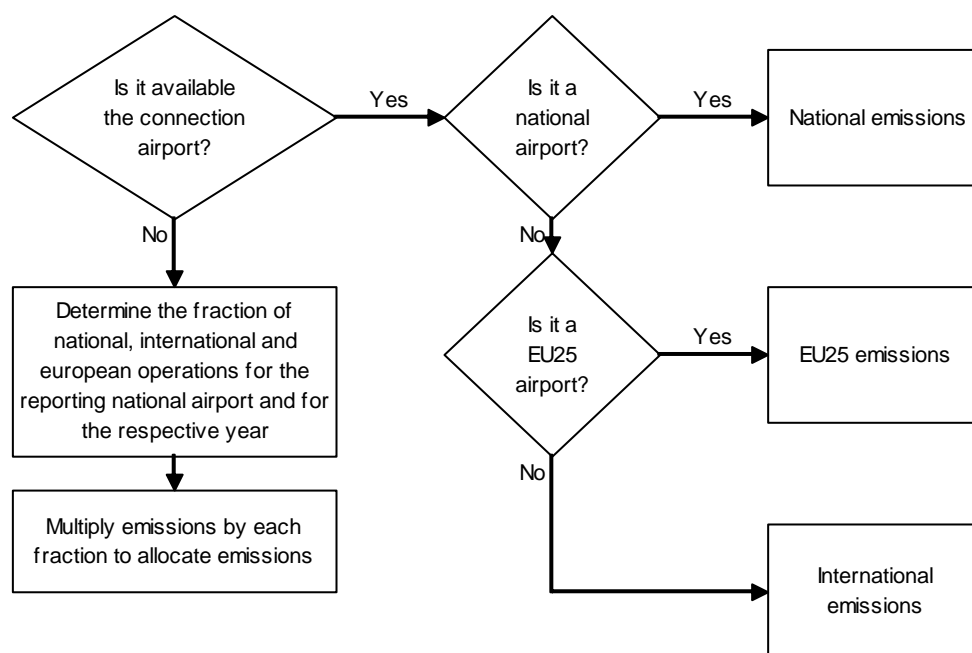 Is it available
the connection
airport?
Yes
Is it a
national
airport?
Yes
National emissions
No
No
Determine the fraction of
national, international and
european operations for the
reporting national airport and for
the respective year
Is it a
EU25
airport?
Yes
EU25 emissions
No
Multiply emissions by each
fraction to allocate emissions
International
emissions